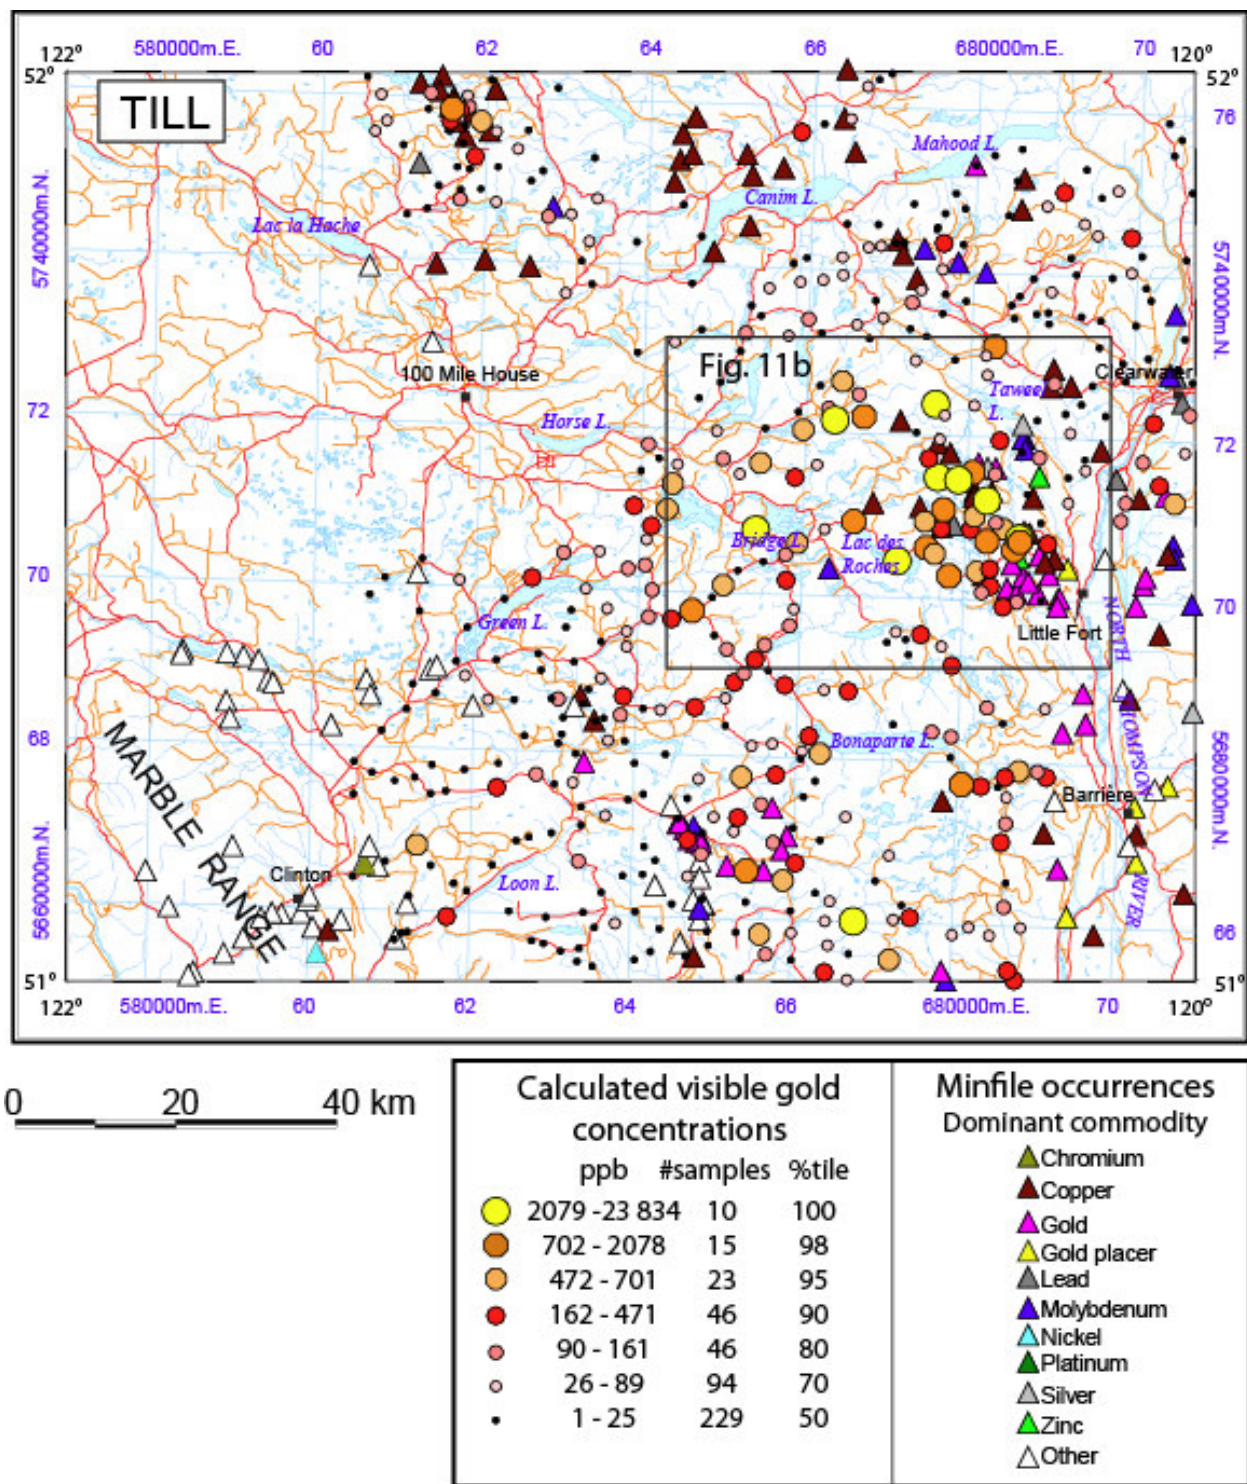 122° 580000m.E. 60 62 64 66 680000m.E. 70 120°
52° 52°
TILL
76
Mahood L.
Canim L.
Lac la Hache
5740000m.N. 5740000m.N.
Fig. 11b
100 Mile House Clearwater
Taweel L.
72 Horse L. 72
Bridge L. Lac des Roches
70 70
Green L. Little Fort
NORTH THOMPSON RIVER
MARBLE RANGE
68 Bonaparte L. 5680000m.N.
Barrière
5660000m.N. Clinton Loon L.
66
51° 51°
122° 580000m.E. 60 62 64 66 680000m.E. 70 120°
0 20 40 km
Calculated visible gold
concentrations
ppb #samples %tile
2079 -23 834 10 100
702 - 2078 15 98
472 - 701 23 95
162 - 471 46 90
90 - 161 46 80
26 - 89 94 70
1 - 25 229 50
Minfile occurrences
Dominant commodity
Chromium
Copper
Gold
Gold placer
Lead
Molybdenum
Nickel
Platinum
Silver
Zinc
Other